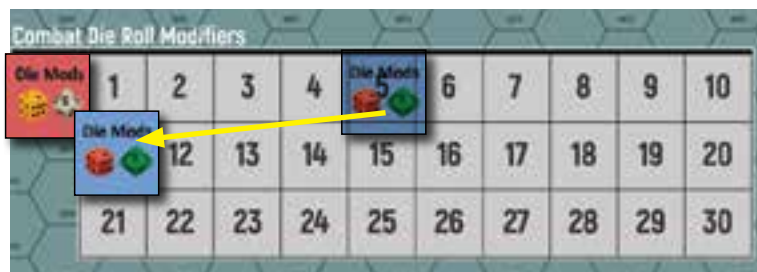 Combat Die Roll Modifiers
Die Mods 1 2 3 4 Die Mods 5 6 7 8 9 10
Die Mods 12 13 14 15 16 17 18 19 20
21 22 23 24 25 26 27 28 29 30